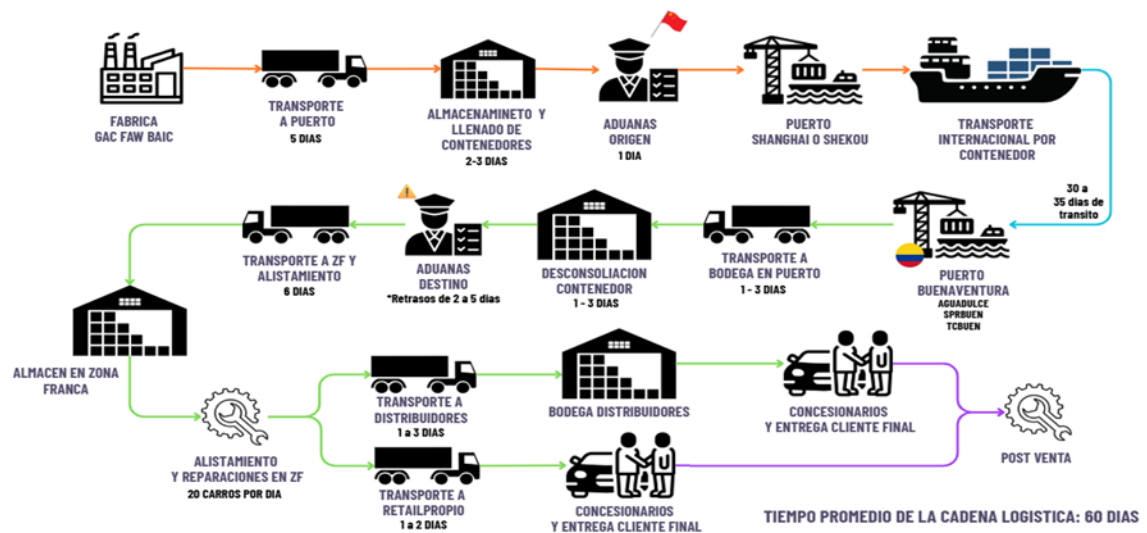 FABRICA
GAC FAW BAIC
TRANSPORTE
A PUERTO
5 DIAS
ALMACENAMINETO Y
LLENADO DE
CONTENEDORES
2-3 DIAS
ADUANAS
ORIGEN
1 DIA
PUERTO
SHANGHAI O SHEKOU
TRANSPORTE
INTERNACIONAL POR
CONTENEDOR
30 a
35 dias de
transito
TRANSPORTE A ZF Y
ALISTAMIENTO
6 DIAS
ADUANAS
DESTINO
*Retrasos de 2 a 5 dias
DESCONSOLIACION
CONTENEDOR
1 - 3 DIAS
TRANSPORTE A
BODEGA EN PUERTO
1 - 3 DIAS
PUERTO
BUENAVENTURA
AGUADULCE
SPRBUEN
TCBUEN
ALMACEN EN ZONA
FRANCA
TRANSPORTE A
DISTRIBUIDORES
1 a 3 DIAS
BODEGA DISTRIBUIDORES
CONCESIONARIOS
Y ENTREGA CLIENTE FINAL
ALISTAMIENTO
Y REPARACIONES EN ZF
20 CARROS POR DIA
POST VENTA
TRANSPORTE A
RETAILPROPIO
1 a 2 DIAS
CONCESIONARIOS
Y ENTREGA CLIENTE FINAL
TIEMPO PROMEDIO DE LA CADENA LOGISTICA: 60 DIAS